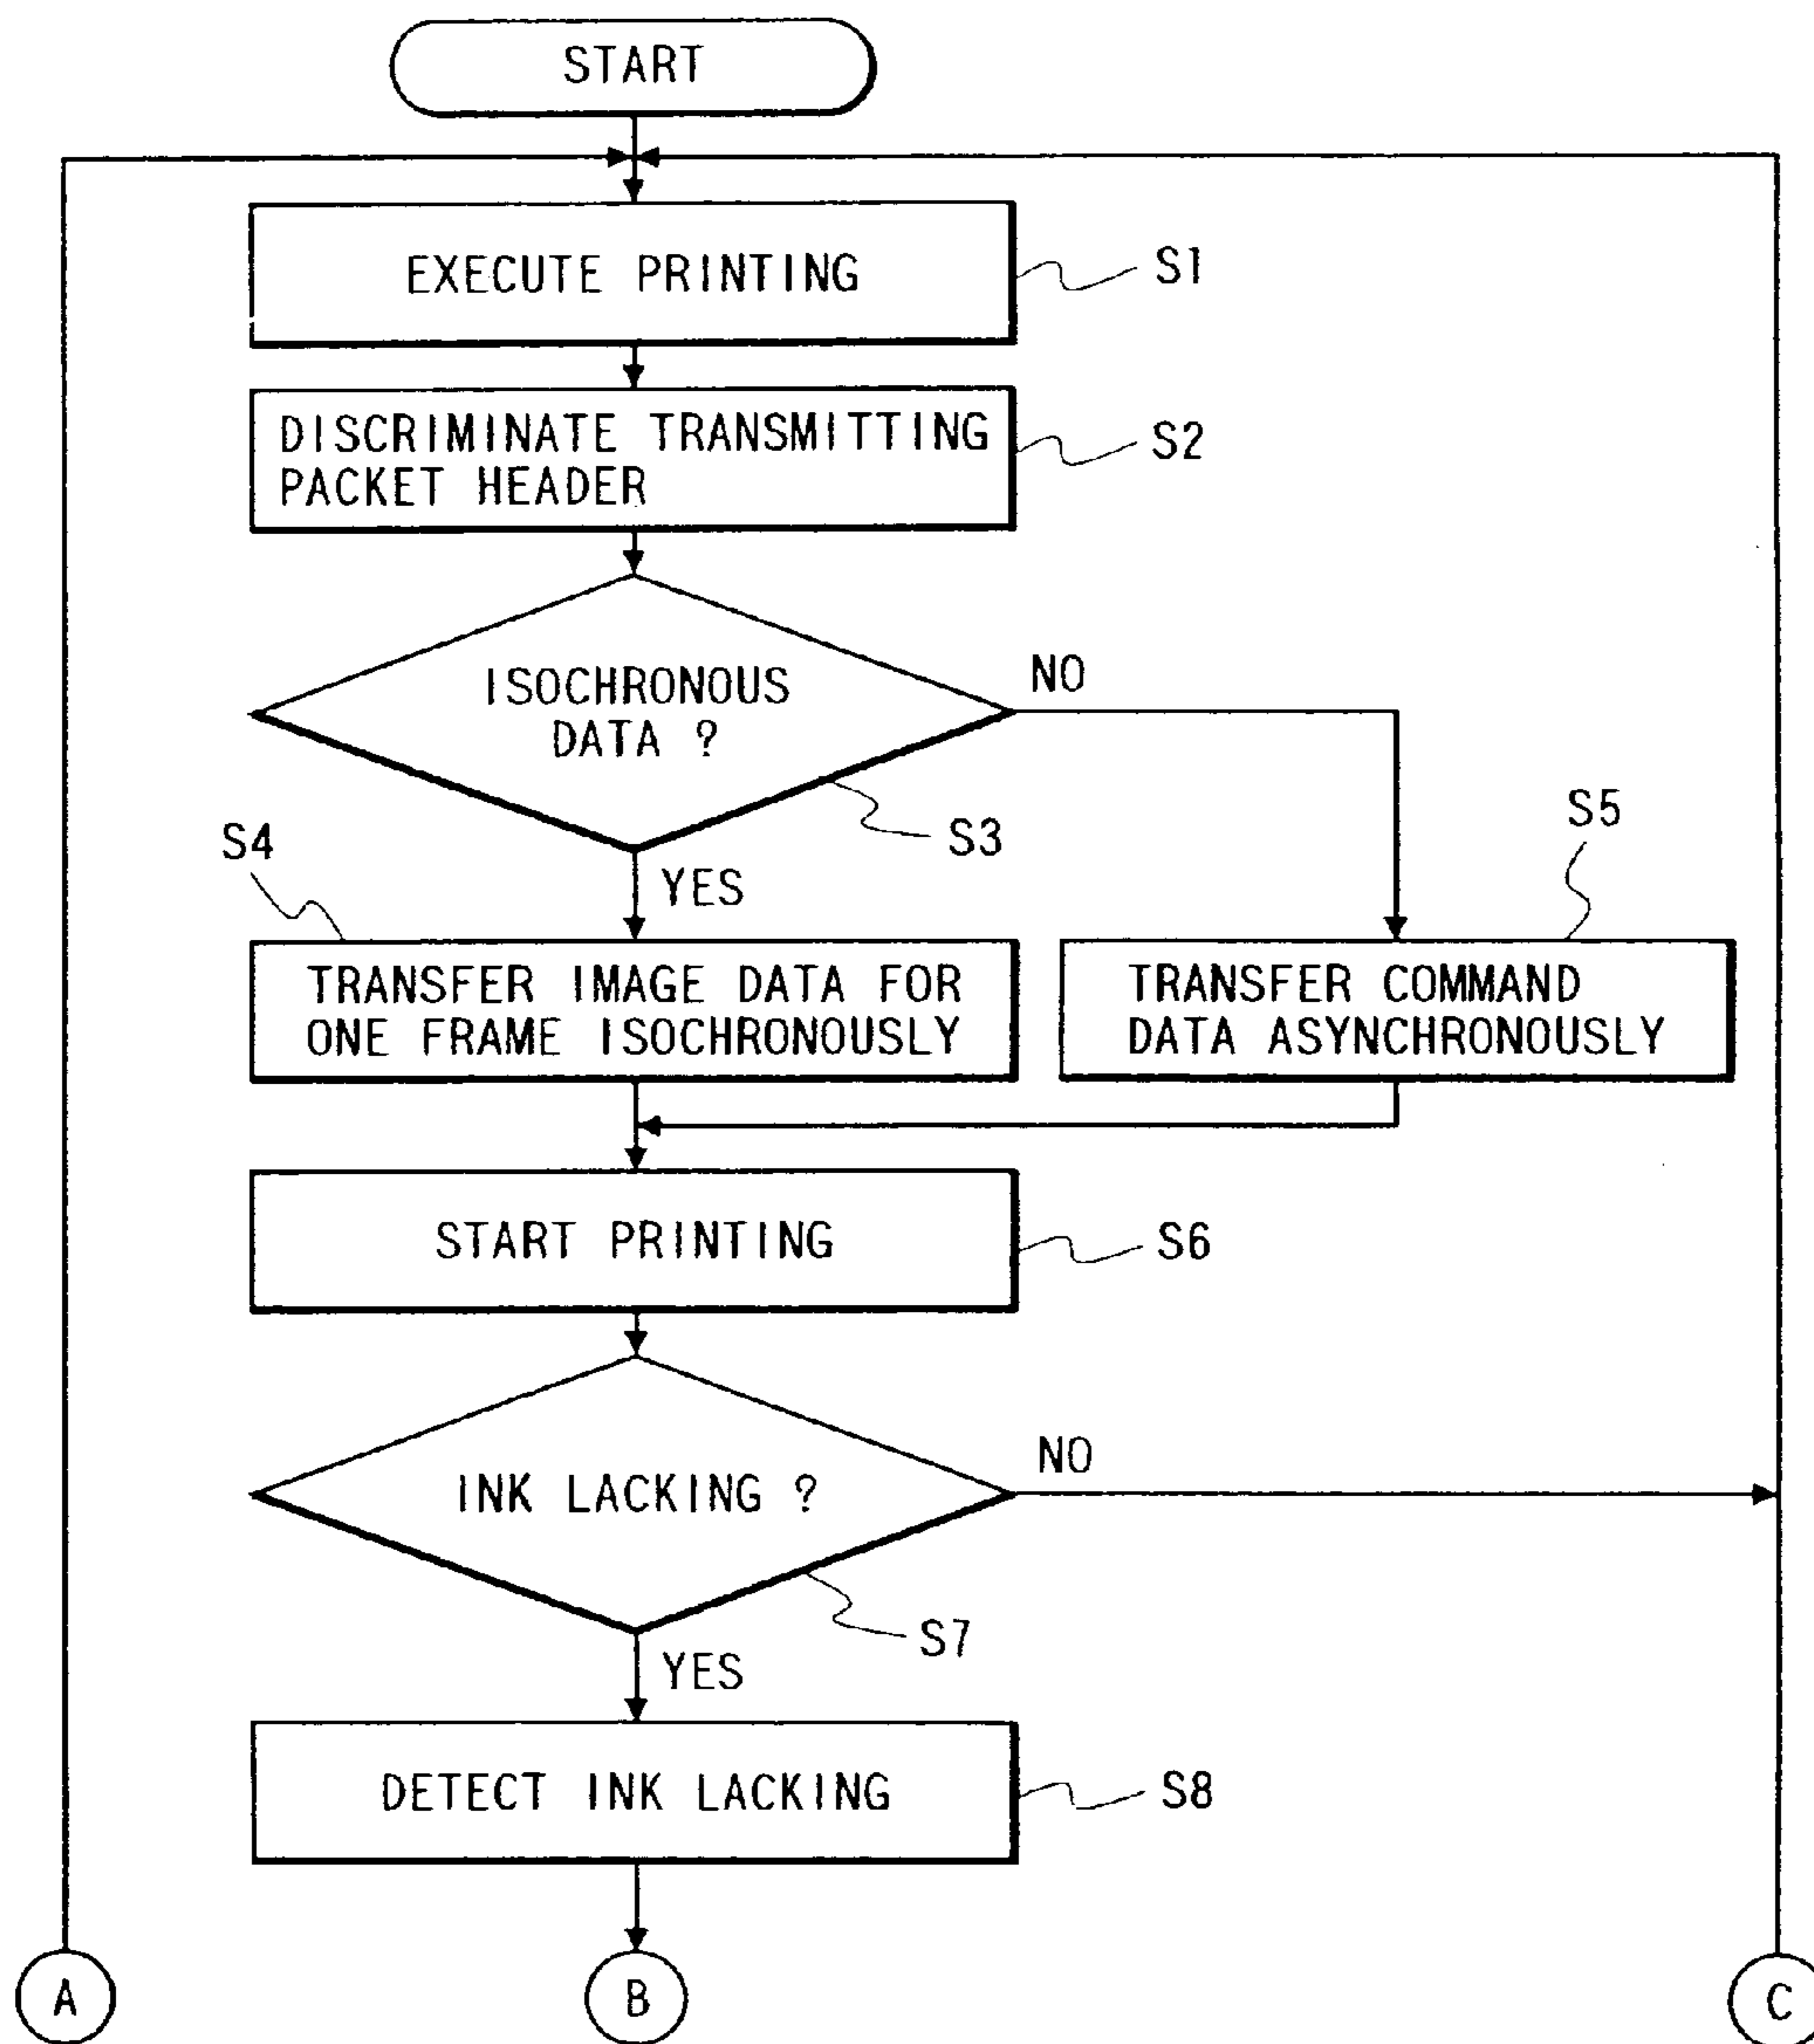 START
EXECUTE PRINTING
S1
DISCRIMINATE TRANSMITTING
PACKET HEADER
S2
ISOCHRONOUS
DATA ?
NO
S3
YES
S4
S5
TRANSFER IMAGE DATA FOR
ONE FRAME ISOCHRONOUSLY
TRANSFER COMMAND
DATA ASYNCHRONOUSLY
START PRINTING
S6
INK LACKING ?
NO
S7
YES
DETECT INK LACKING
S8
A
B
C